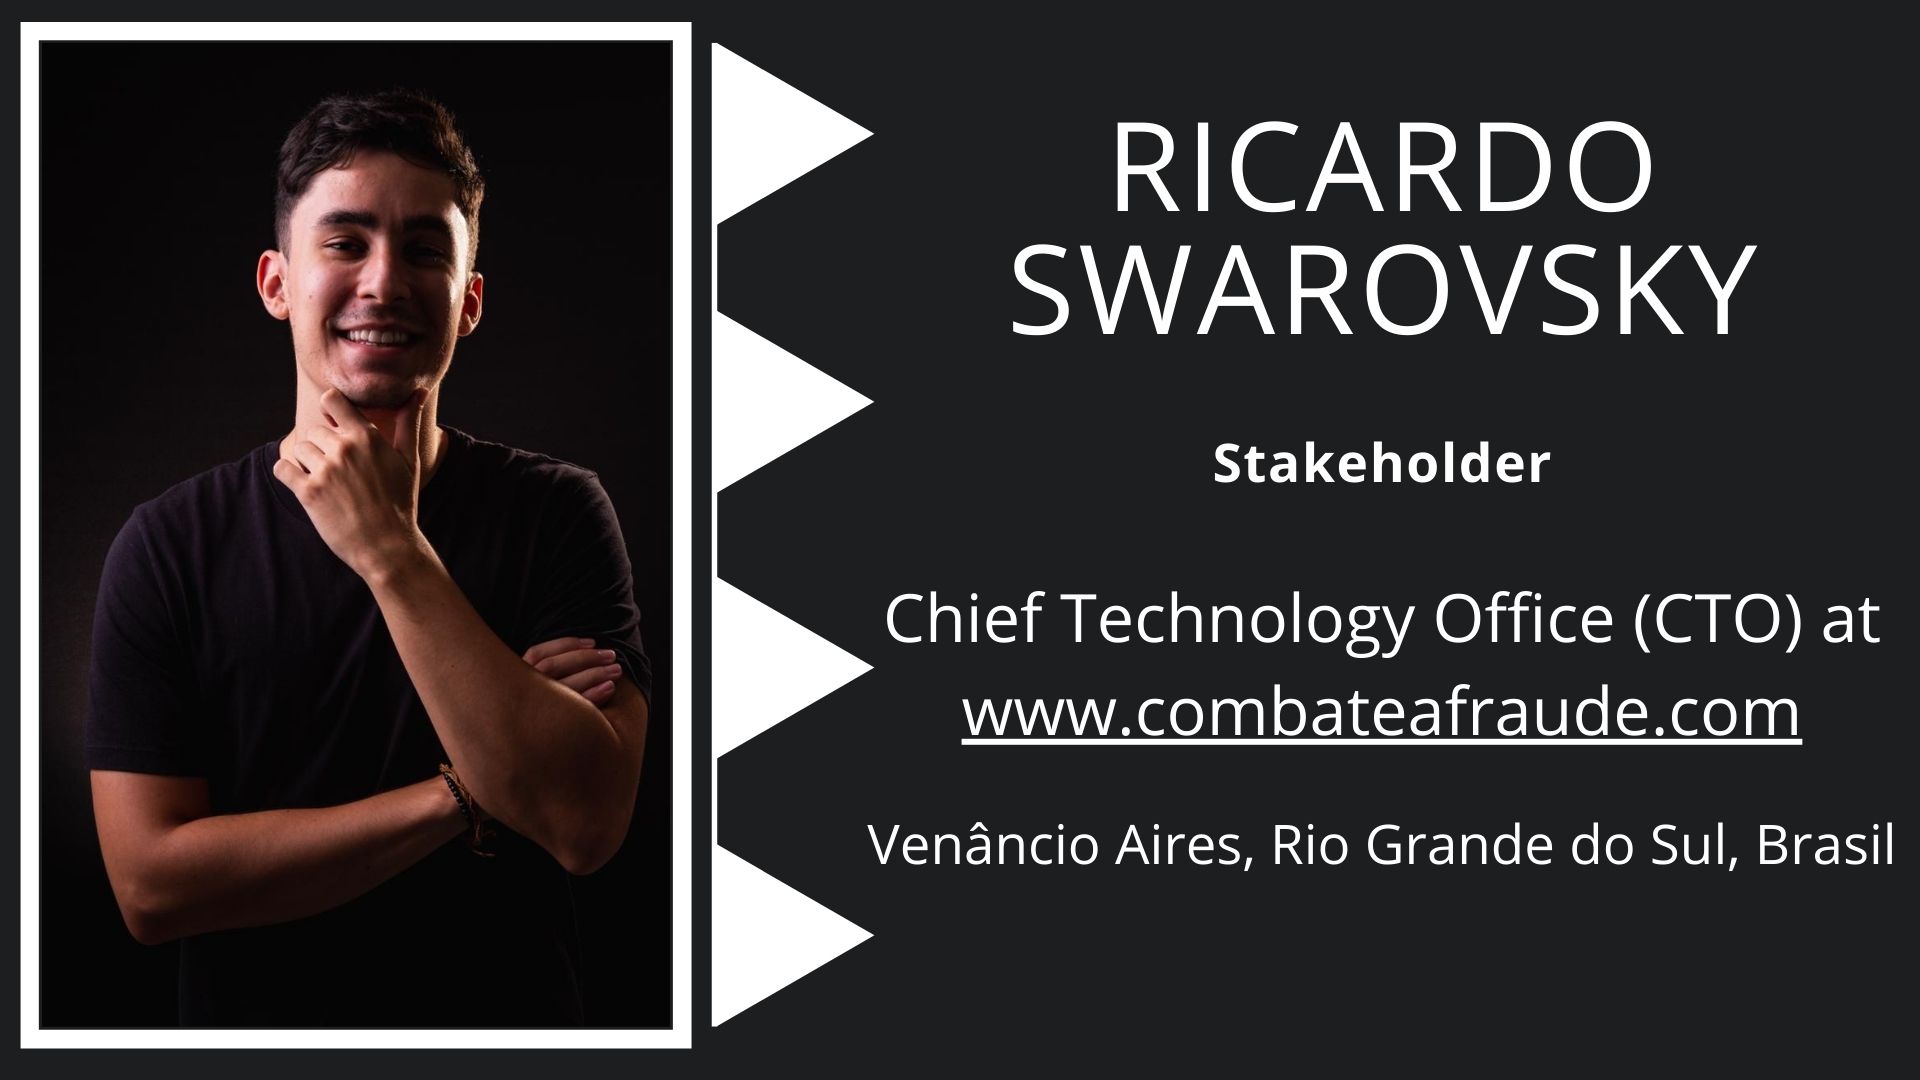 RICARDO
SWAROVSKY
Stakeholder
Chief Technology Office (CTO) at
www.combateafraude.com
Venâncio Aires, Rio Grande do Sul, Brasil